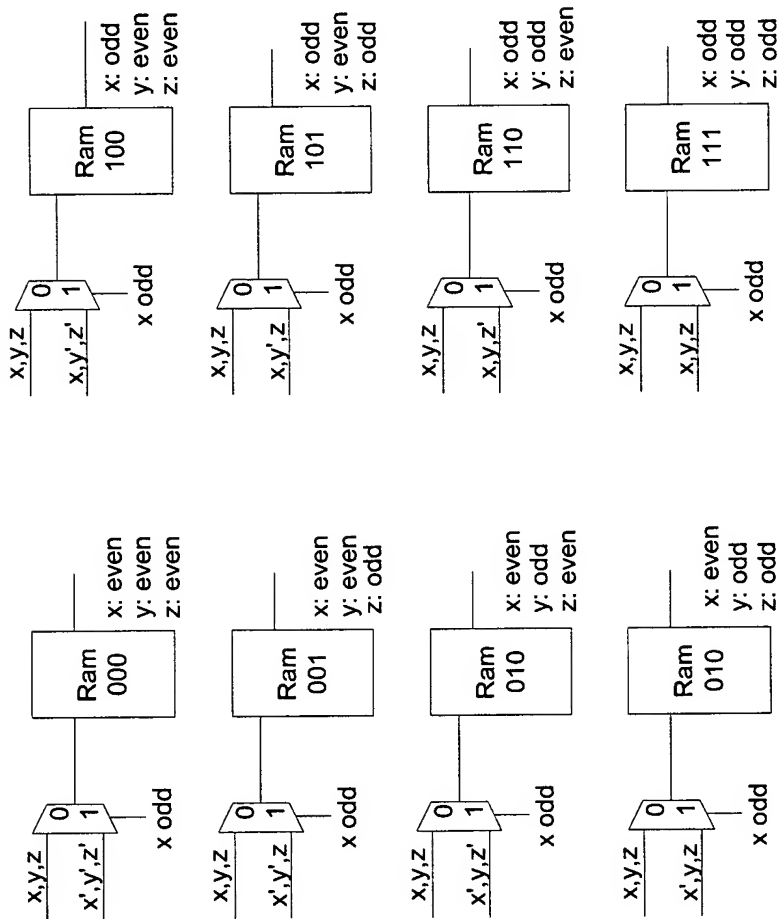 x,y,z
0
Ram
000
x',y',z'
1
x odd
x: even
y: even
z: even
x,y,z
0
Ram
100
x,y',z'
1
x odd
x: odd
y: even
z: even
x,y,z
0
Ram
001
x',y',z
1
x odd
x: even
y: even
z: odd
x,y,z
0
Ram
101
x,y',z
1
x odd
x: odd
y: even
z: odd
x,y,z
0
Ram
010
x',y,z'
1
x odd
x: even
y: odd
z: even
x,y,z
0
Ram
110
x,y,z'
1
x odd
x: odd
y: odd
z: even
x,y,z
0
Ram
010
x',y,z
1
x odd
x: even
y: odd
z: odd
x,y,z
0
Ram
111
x,y,z
1
x odd
x: odd
y: odd
z: odd